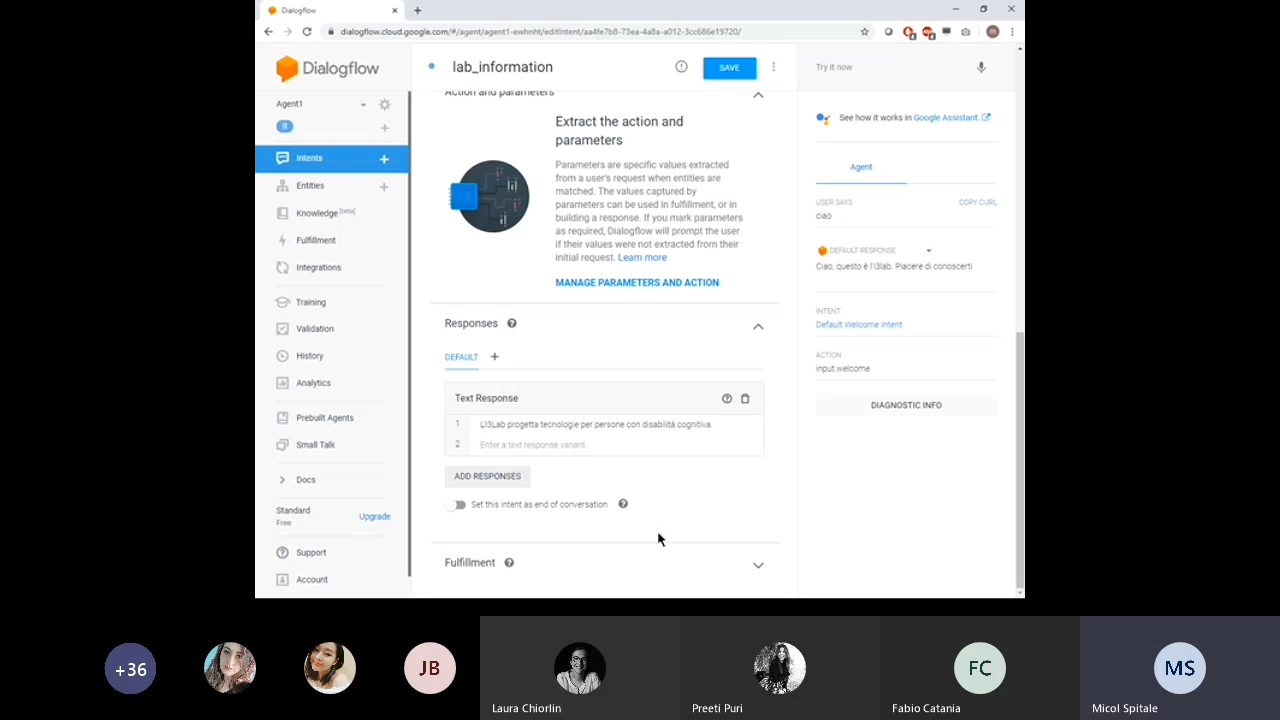 Dialogflow
dialogflow.cloud.google.com/#/agent/agent1-ewhnht/editIntent/aa4fe7b8-73ea-4a8a-a012-3cc686e19720/
Dialogflow
Agent1
it
Intents
Entities
Knowledge [beta]
Fulfillment
Integrations
Training
Validation
History
Analytics
Prebuilt Agents
Small Talk
Docs
Standard
Free
Upgrade
Support
Account
lab_information
SAVE
Action and parameters
Extract the action and
parameters
Parameters are specific values extracted
from a user's request when entities are
matched. The values captured by
parameters can be used in fulfillment, or in
building a response. If you mark parameters
as required, Dialogflow will prompt the user
if their values were not extracted from their
initial request. Learn more
MANAGE PARAMETERS AND ACTION
Responses
DEFAULT
Text Response
1 L'I3Lab progetta tecnologie per persone con disabilità cognitiva.
2 Enter a text response variant
ADD RESPONSES
Set this intent as end of conversation
Fulfillment
Try it now
See how it works in Google Assistant.
Agent
USER SAYS
COPY CURL
ciao
DEFAULT RESPONSE
Ciao, questo è l'I3lab. Piacere di conoscerti
INTENT
Default Welcome Intent
ACTION
input.welcome
DIAGNOSTIC INFO
+36
JB
FC
MS
Laura Chiorlin
Preeti Puri
Fabio Catania
Micol Spitale